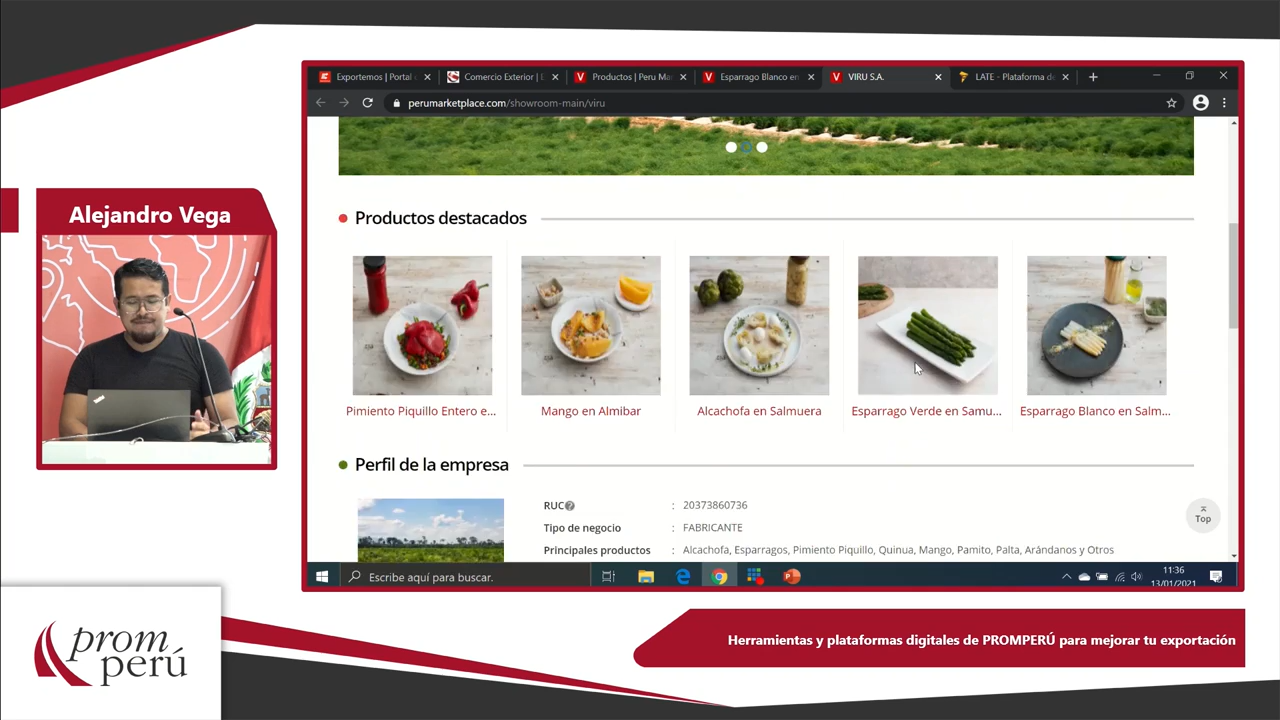 Exportemos | Portal
Comercio Exterior |
Productos | Peru Ma
Esparrago Blanco en
VIRU S.A.
LATE - Plataforma de
perumarketplace.com/showroom-main/viru
Alejandro Vega
Productos destacados
Pimiento Piquillo Entero e...
Mango en Almibar
Alcachofa en Salmuera
Esparrago Verde en Samu...
Esparrago Blanco en Salm...
Perfil de la empresa
RUC : 20373860736
Tipo de negocio : FABRICANTE
Principales productos : Alcachofa, Esparragos, Pimiento Piquillo, Quinua, Mango, Pamito, Palta, Arándanos y Otros
Top
Escribe aquí para buscar.
11:36
13/01/2021
prom
perú
Herramientas y plataformas digitales de PROMPERÚ para mejorar tu exportación